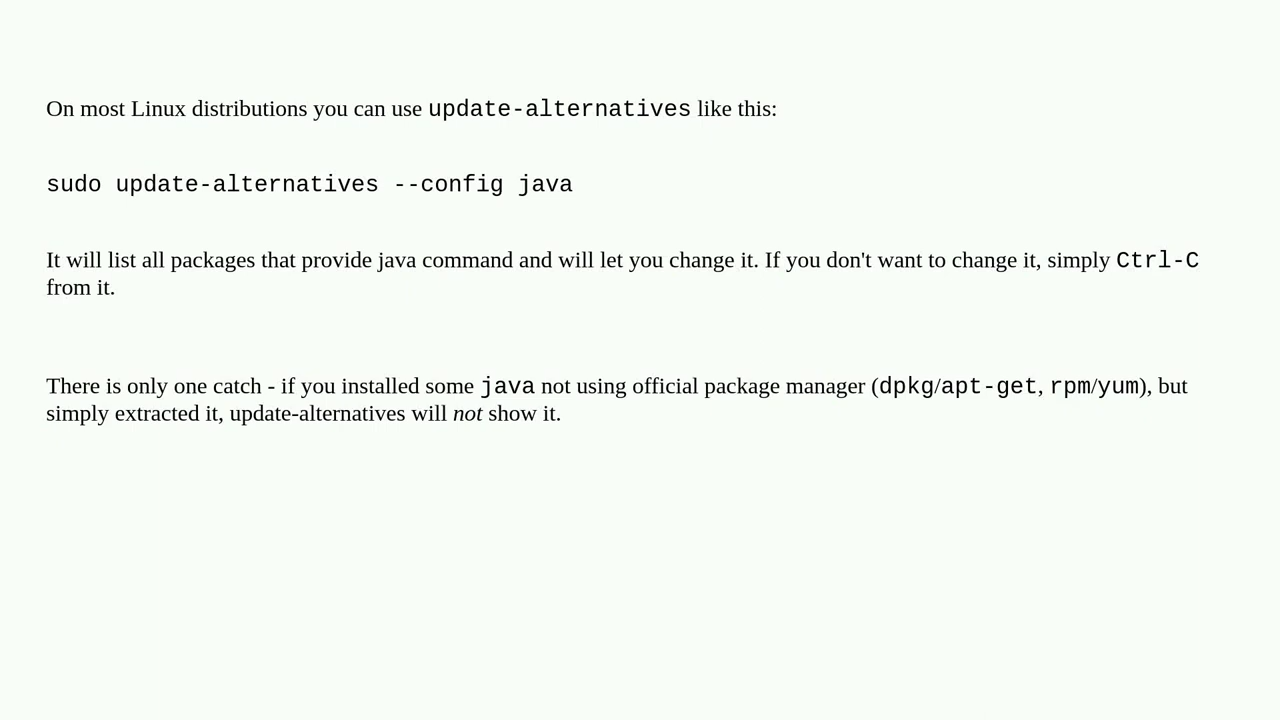 On most Linux distributions you can use update-alternatives like this:
sudo update-alternatives --config java
It will list all packages that provide java command and will let you change it. If you don't want to change it, simply Ctrl-C
from it.
There is only one catch - if you installed some java not using official package manager (dpkg/apt-get, rpm/yum), but
simply extracted it, update-alternatives will not show it.